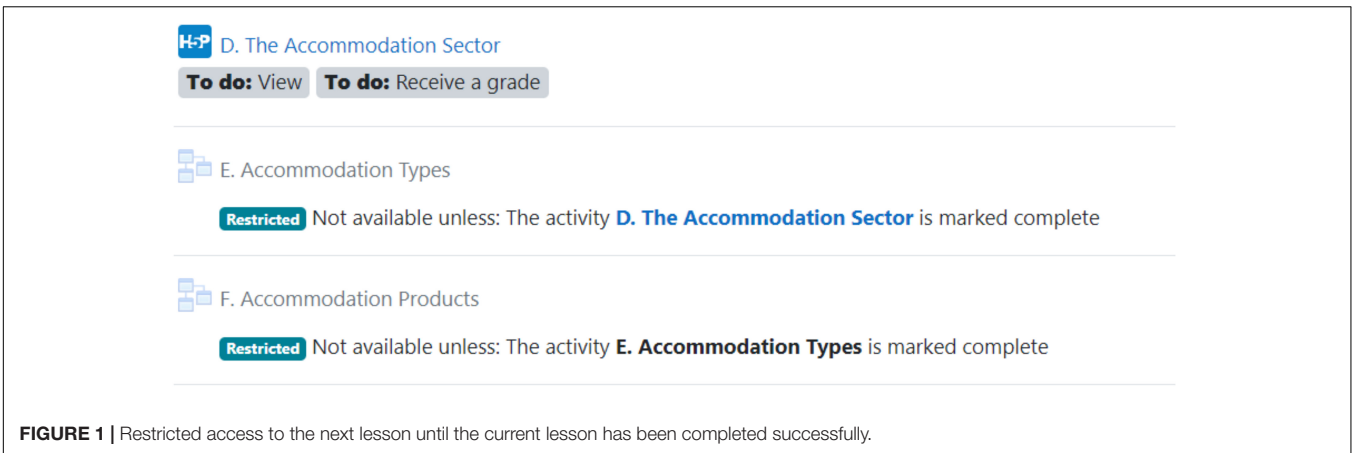 H5P D. The Accommodation Sector
To do: View To do: Receive a grade
E. Accommodation Types
Restricted Not available unless: The activity D. The Accommodation Sector is marked complete
F. Accommodation Products
Restricted Not available unless: The activity E. Accommodation Types is marked complete
FIGURE 1 | Restricted access to the next lesson until the current lesson has been completed successfully.